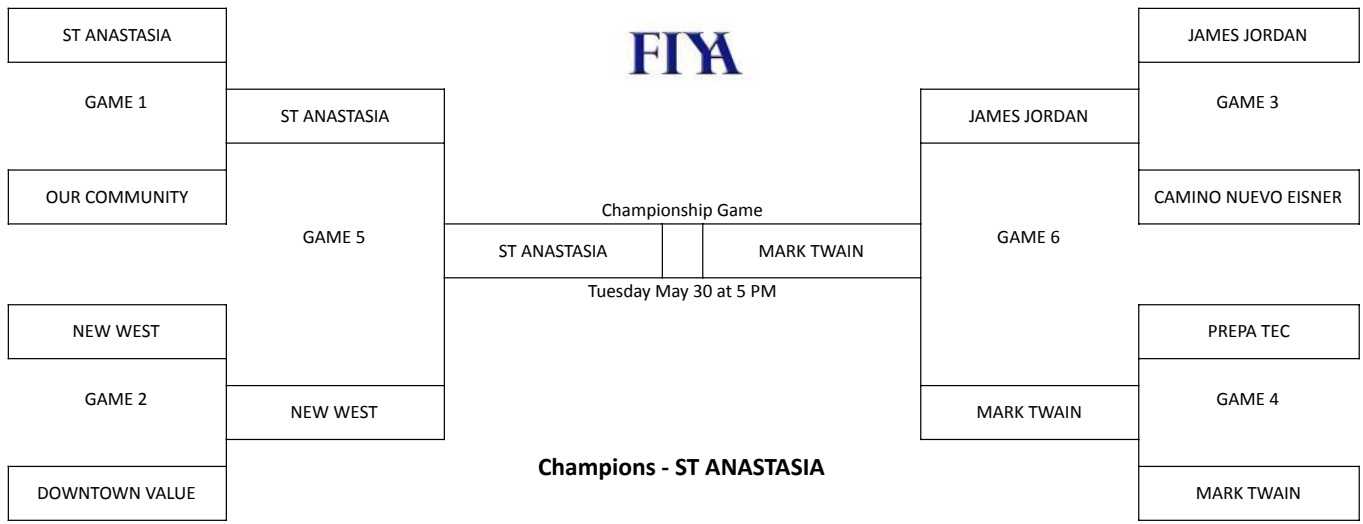 ST ANASTASIA
FIYA
JAMES JORDAN
GAME 1
GAME 3
ST ANASTASIA
JAMES JORDAN
OUR COMMUNITY
CAMINO NUEVO EISNER
Championship Game
GAME 5
ST ANASTASIA
MARK TWAIN
GAME 6
Tuesday May 30 at 5 PM
NEW WEST
PREPA TEC
GAME 2
GAME 4
NEW WEST
MARK TWAIN
Champions - ST ANASTASIA
DOWNTOWN VALUE
MARK TWAIN